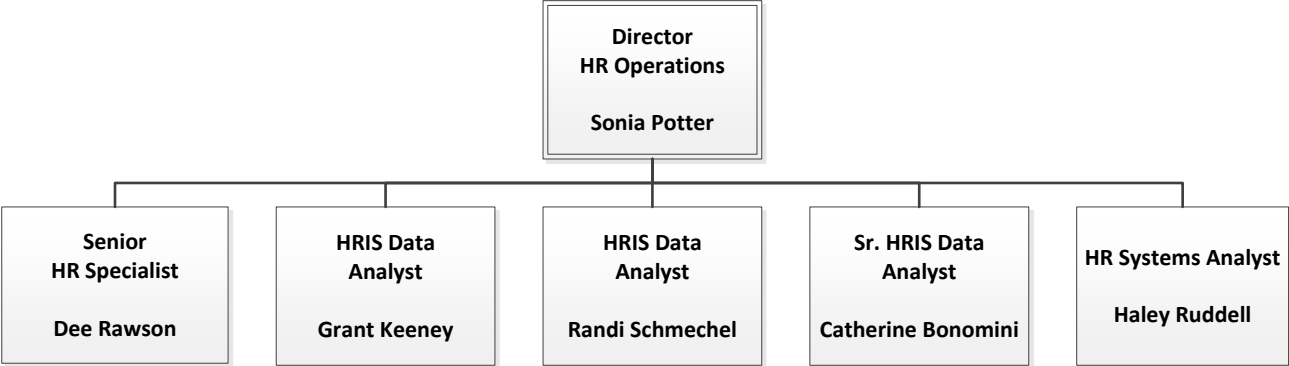 Director
HR Operations
Sonia Potter
Senior
HR Specialist
Dee Rawson
HRIS Data
Analyst
Grant Keeney
HRIS Data
Analyst
Randi Schmechel
Sr. HRIS Data
Analyst
Catherine Bonomini
HR Systems Analyst
Haley Ruddell